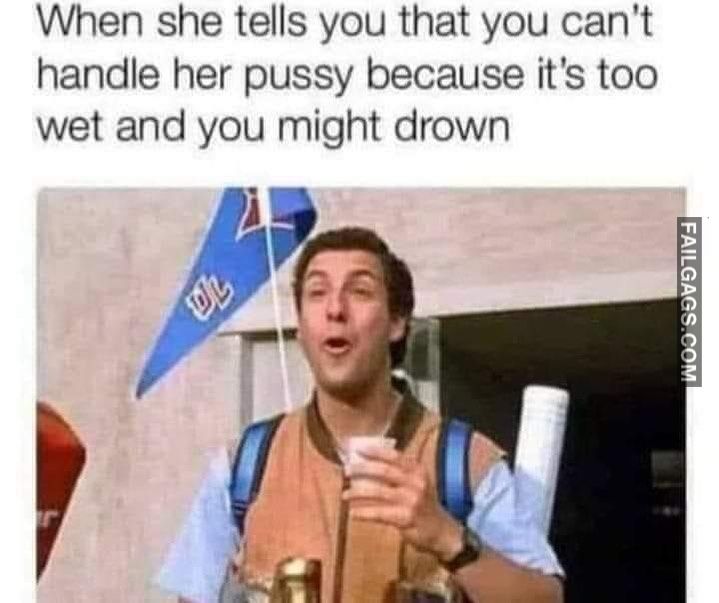 When she tells you that you can't
handle her pussy because it's too
wet and you might drown
FAILGAGS.COM